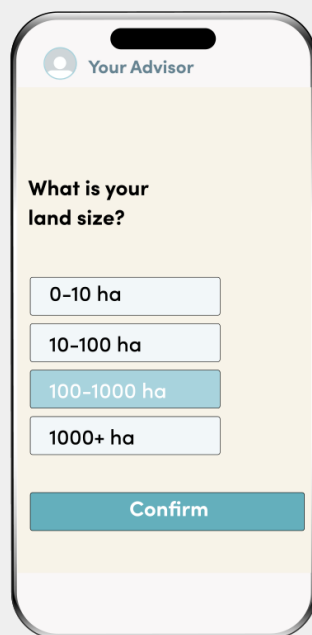 Your Advisor
What is your
land size?
0-10 ha
10-100 ha
100-1000 ha
1000+ ha
Confirm